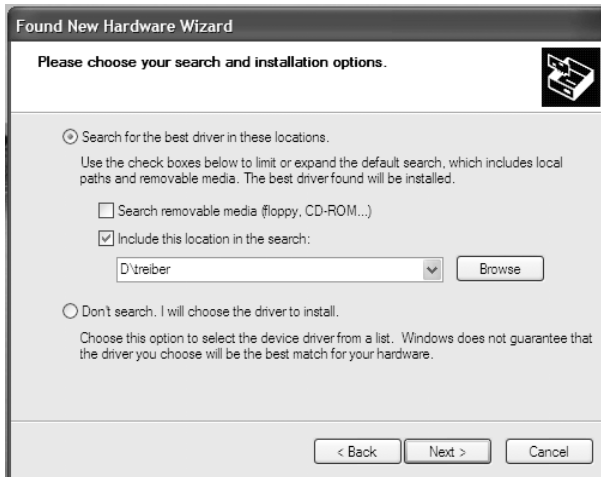 Found New Hardware Wizard
Please choose your search and installation options.
Search for the best driver in these locations.
Use the check boxes below to limit or expand the default search, which includes local
paths and removable media. The best driver found will be installed.
Search removable media (floppy, CD-ROM...)
Include this location in the search:
D\treiber
Browse
Don't search. I will choose the driver to install.
Choose this option to select the device driver from a list. Windows does not guarantee that
the driver you choose will be the best match for your hardware.
< Back Next > Cancel